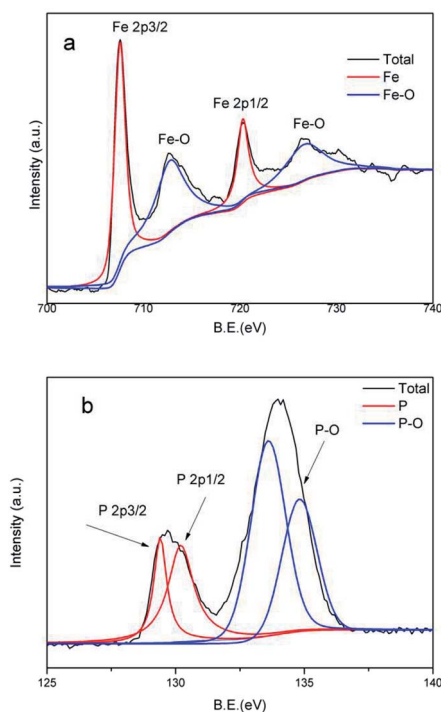 a
Fe 2p3/2
Total
Fe
Fe-O
Fe 2p1/2
Fe-O
Fe-O
Intensity (a.u.)
700 710 720 730 740
B.E.(eV)
b
Total
P
P-O
P-O
P 2p1/2
P 2p3/2
Intensity (a.u.)
125 130 135 140
B.E.(eV)